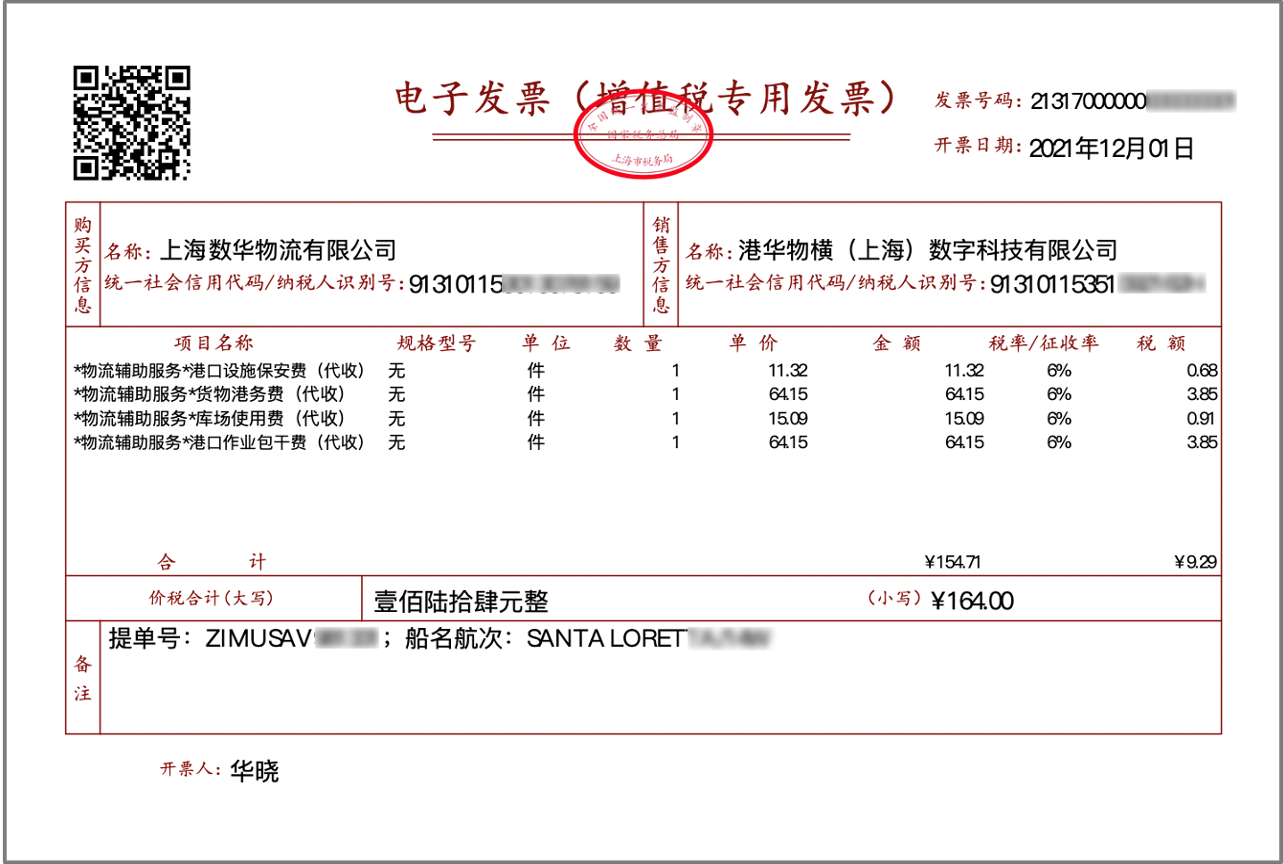 电子发票（增值税专用发票）
全国统一发票监制章
国家税务总局
上海市税务局
发票号码：21317000000
开票日期：2021年12月01日
购买方信息
名称：上海数华物流有限公司
统一社会信用代码/纳税人识别号：91310115
销售方信息
名称：港华物横（上海）数字科技有限公司
统一社会信用代码/纳税人识别号：91310115351
项目名称 规格型号 单位 数量 单价 金额 税率/征收率 税额
*物流辅助服务*港口设施保安费（代收） 无 件 1 11.32 11.32 6% 0.68
*物流辅助服务*货物港务费（代收） 无 件 1 64.15 64.15 6% 3.85
*物流辅助服务*库场使用费（代收） 无 件 1 15.09 15.09 6% 0.91
*物流辅助服务*港口作业包干费（代收） 无 件 1 64.15 64.15 6% 3.85
合计 ¥154.71 ¥9.29
价税合计（大写） 壹佰陆拾肆元整 （小写）¥164.00
备注
提单号：ZIMUSAV；船名航次：SANTA LORET
开票人：华晓